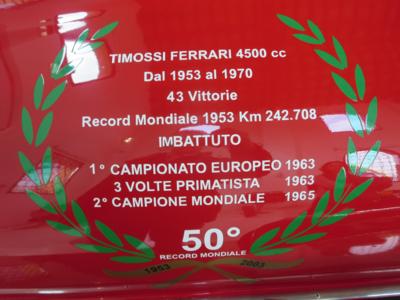 TIMOSSI FERRARI 4500 cc
Dal 1953 al 1970
43 Vittorie
Record Mondiale 1953 Km 242.708
IMBATTUTO
1° CAMPIONATO EUROPEO 1963
3 VOLTE PRIMATISTA 1963
2° CAMPIONE MONDIALE 1965
50°
RECORD MONDIALE
1953 2003